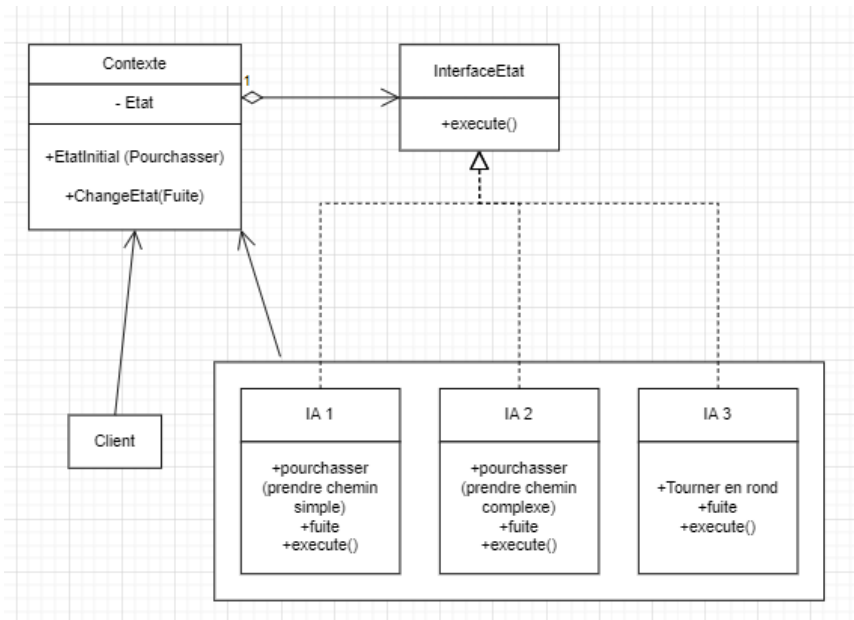 Contexte
- Etat
+EtatInitial (Pourchasser)
+ChangeEtat(Fuite)
1
InterfaceEtat
+execute()
Client
IA 1
+pourchasser
(prendre chemin
simple)
+fuite
+execute()
IA 2
+pourchasser
(prendre chemin
complexe)
+fuite
+execute()
IA 3
+Tourner en rond
+fuite
+execute()